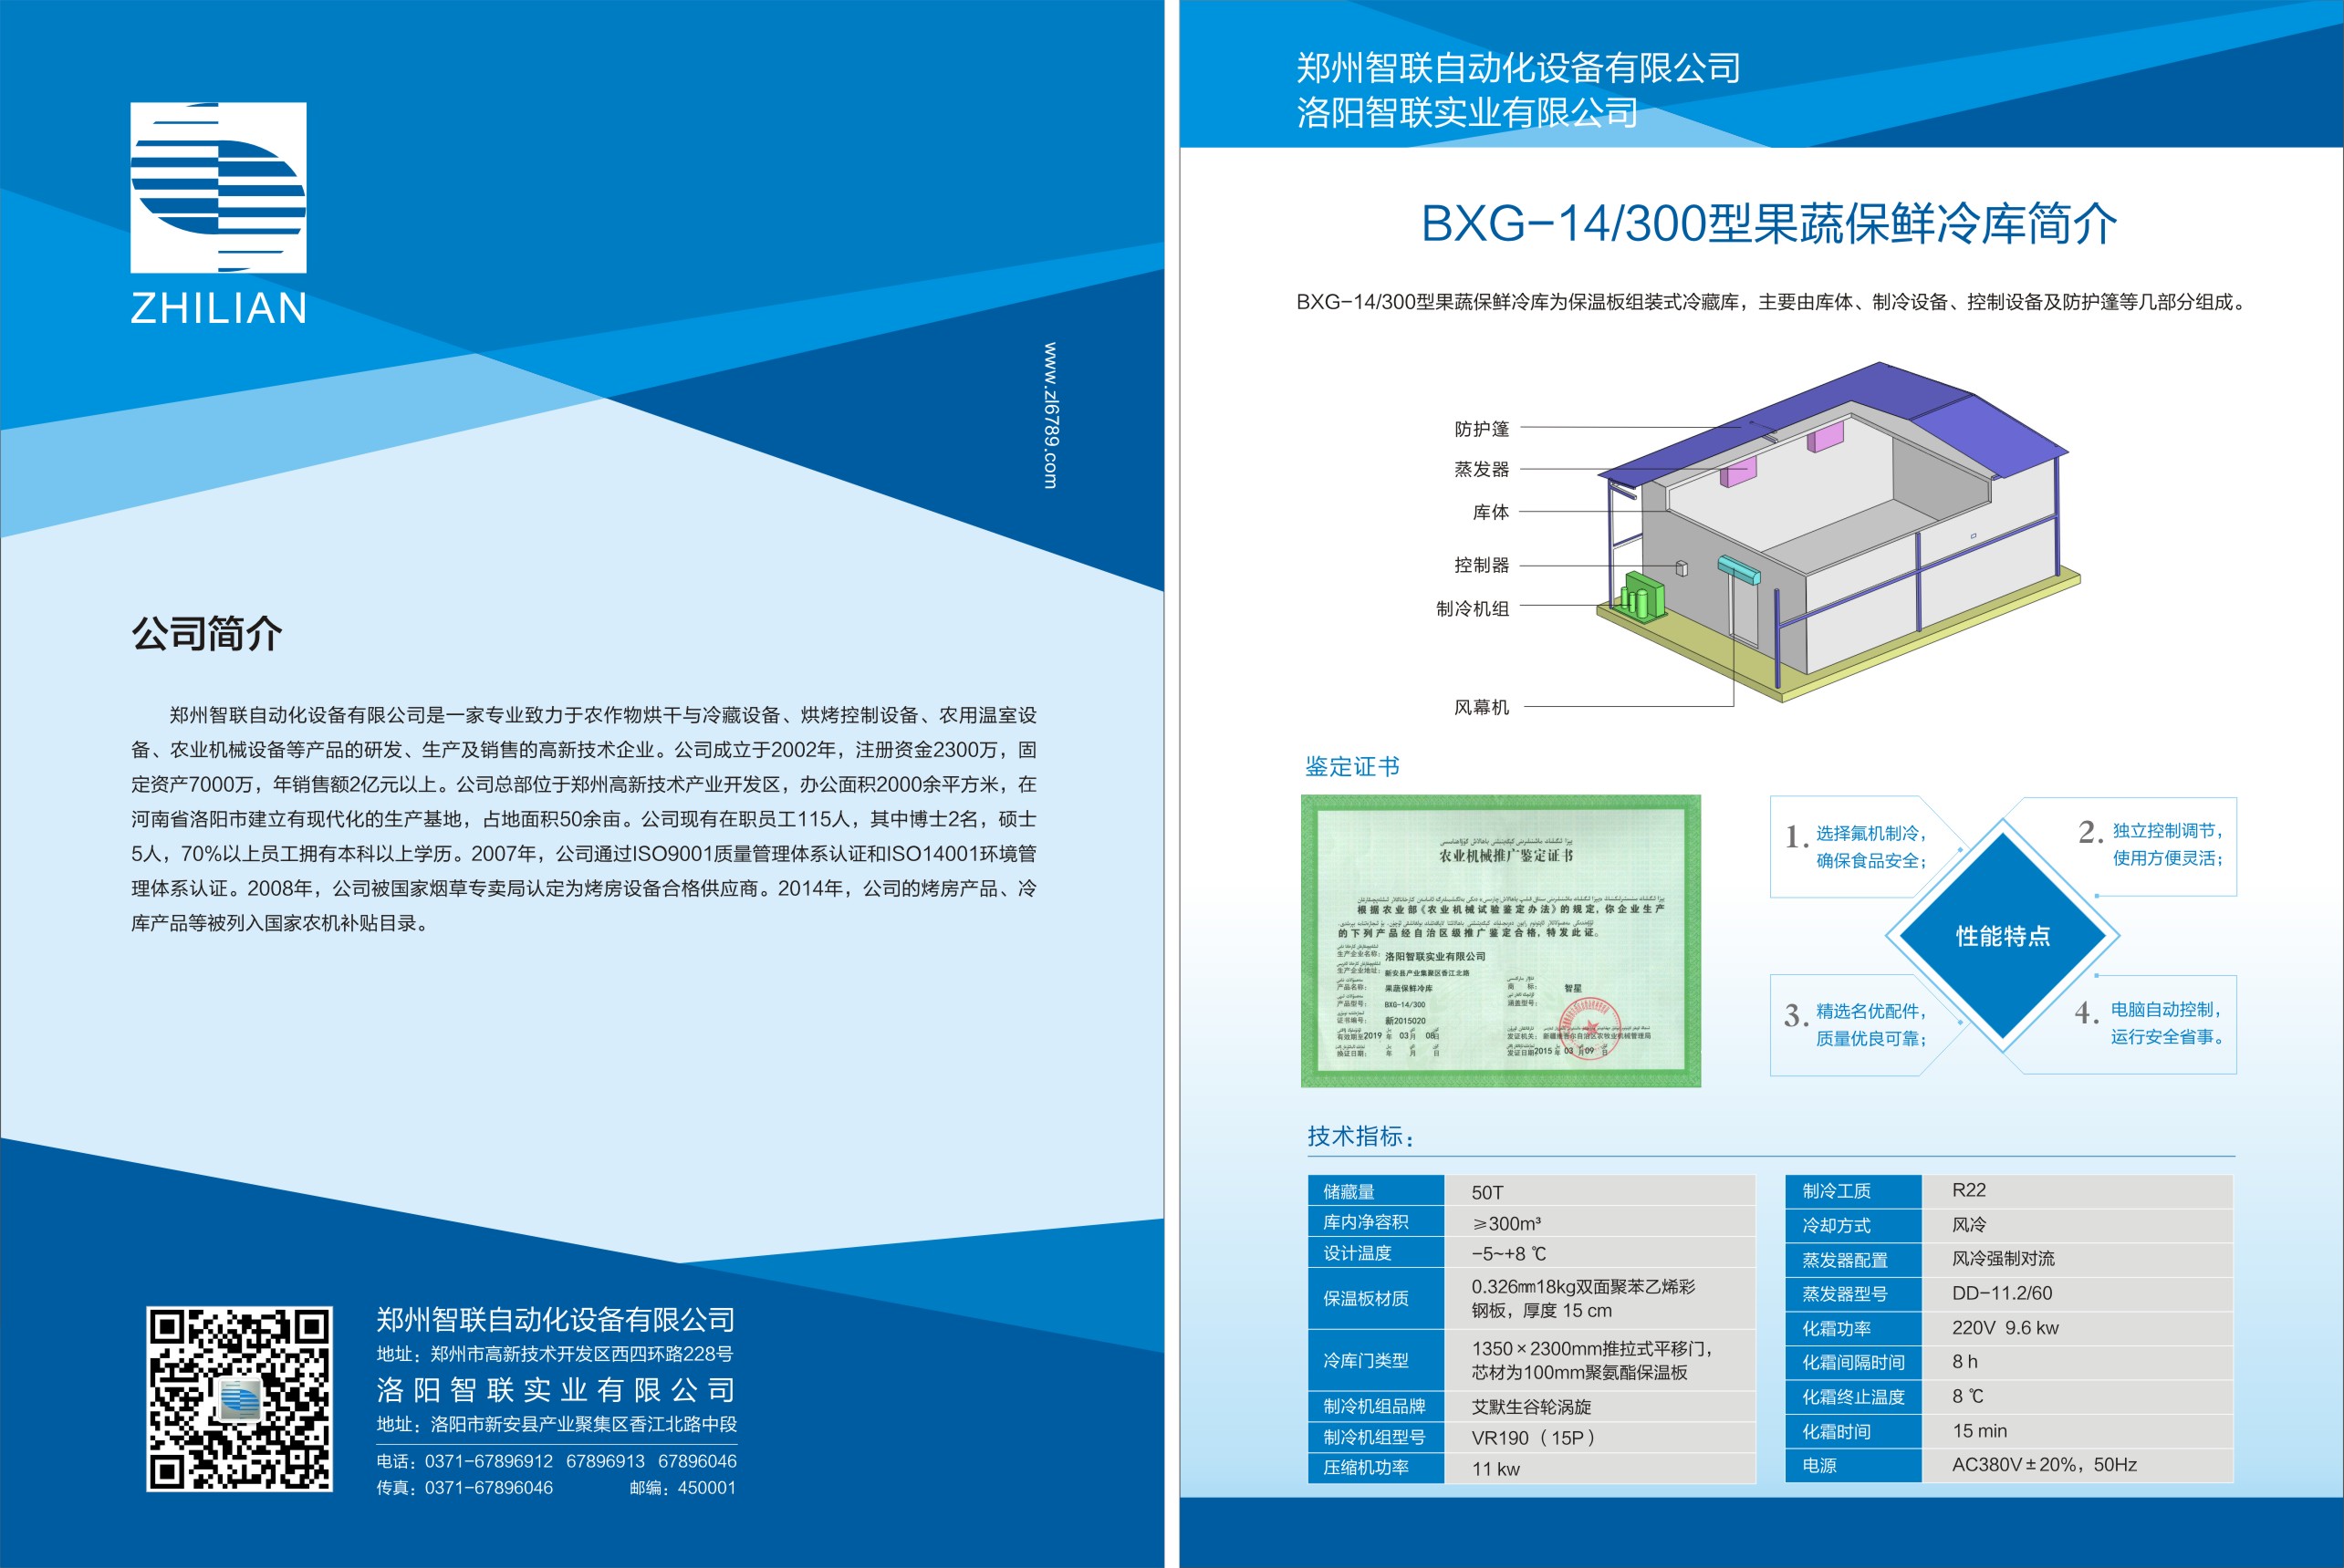 ZHILIAN
www.zl6789.com
公司简介
郑州智联自动化设备有限公司是一家专业致力于农作物烘干与冷藏设备、烘烤控制设备、农用温室设
备、农业机械设备等产品的研发、生产及销售的高新技术企业。公司成立于2002年，注册资金2300万，固
定资产7000万，年销售额2亿元以上。公司总部位于郑州高新技术产业开发区，办公面积2000余平方米，在
河南省洛阳市建立有现代化的生产基地，占地面积50余亩。公司现有在职员工115人，其中博士2名，硕士
5人，70%以上员工拥有本科以上学历。2007年，公司通过ISO9001质量管理体系认证和ISO14001环境管
理体系认证。2008年，公司被国家烟草专卖局认定为烤房设备合格供应商。2014年，公司的烤房产品、冷
库产品等被列入国家农机补贴目录。
郑州智联自动化设备有限公司
地址：郑州市高新技术开发区西四环路228号
洛阳智联实业有限公司
地址：洛阳市新安县产业聚集区香江北路中段
电话：0371-67896912 67896913 67896046
传真：0371-67896046 邮编：450001
郑州智联自动化设备有限公司
洛阳智联实业有限公司
BXG-14/300型果蔬保鲜冷库简介
BXG-14/300型果蔬保鲜冷库为保温板组装式冷藏库，主要由库体、制冷设备、控制设备及防护篷等几部分组成。
防护篷
蒸发器
库体
控制器
制冷机组
风幕机
鉴定证书
农业机械推广鉴定证书
根据农业部《农业机械试验鉴定办法》的规定，你企业生产
的下列产品经自治区级推广鉴定合格，特发此证。
生产企业名称：洛阳智联实业有限公司
生产企业地址：新安县产业集聚区香江北路
产品名称：果蔬保鲜冷库 商标：智星
产品型号：BXG-14/300 涵盖型号：
证书编号：新2015020
有效期至2019年03月08日 发证机关：新疆维吾尔自治区农牧业机械管理局
换证日期：年 月 日 发证日期2015年03月09日
1. 选择氟机制冷，
确保食品安全；
2. 独立控制调节，
使用方便灵活；
性能特点
3. 精选名优配件，
质量优良可靠；
4. 电脑自动控制，
运行安全省事。
技术指标：
储藏量 50T
库内净容积 ≥300m³
设计温度 -5~+8 ℃
保温板材质 0.326㎜18kg双面聚苯乙烯彩
钢板，厚度 15 cm
冷库门类型 1350×2300mm推拉式平移门，
芯材为100mm聚氨酯保温板
制冷机组品牌 艾默生谷轮涡旋
制冷机组型号 VR190（15P）
压缩机功率 11 kw
制冷工质 R22
冷却方式 风冷
蒸发器配置 风冷强制对流
蒸发器型号 DD-11.2/60
化霜功率 220V 9.6 kw
化霜间隔时间 8 h
化霜终止温度 8 ℃
化霜时间 15 min
电源 AC380V±20%，50Hz